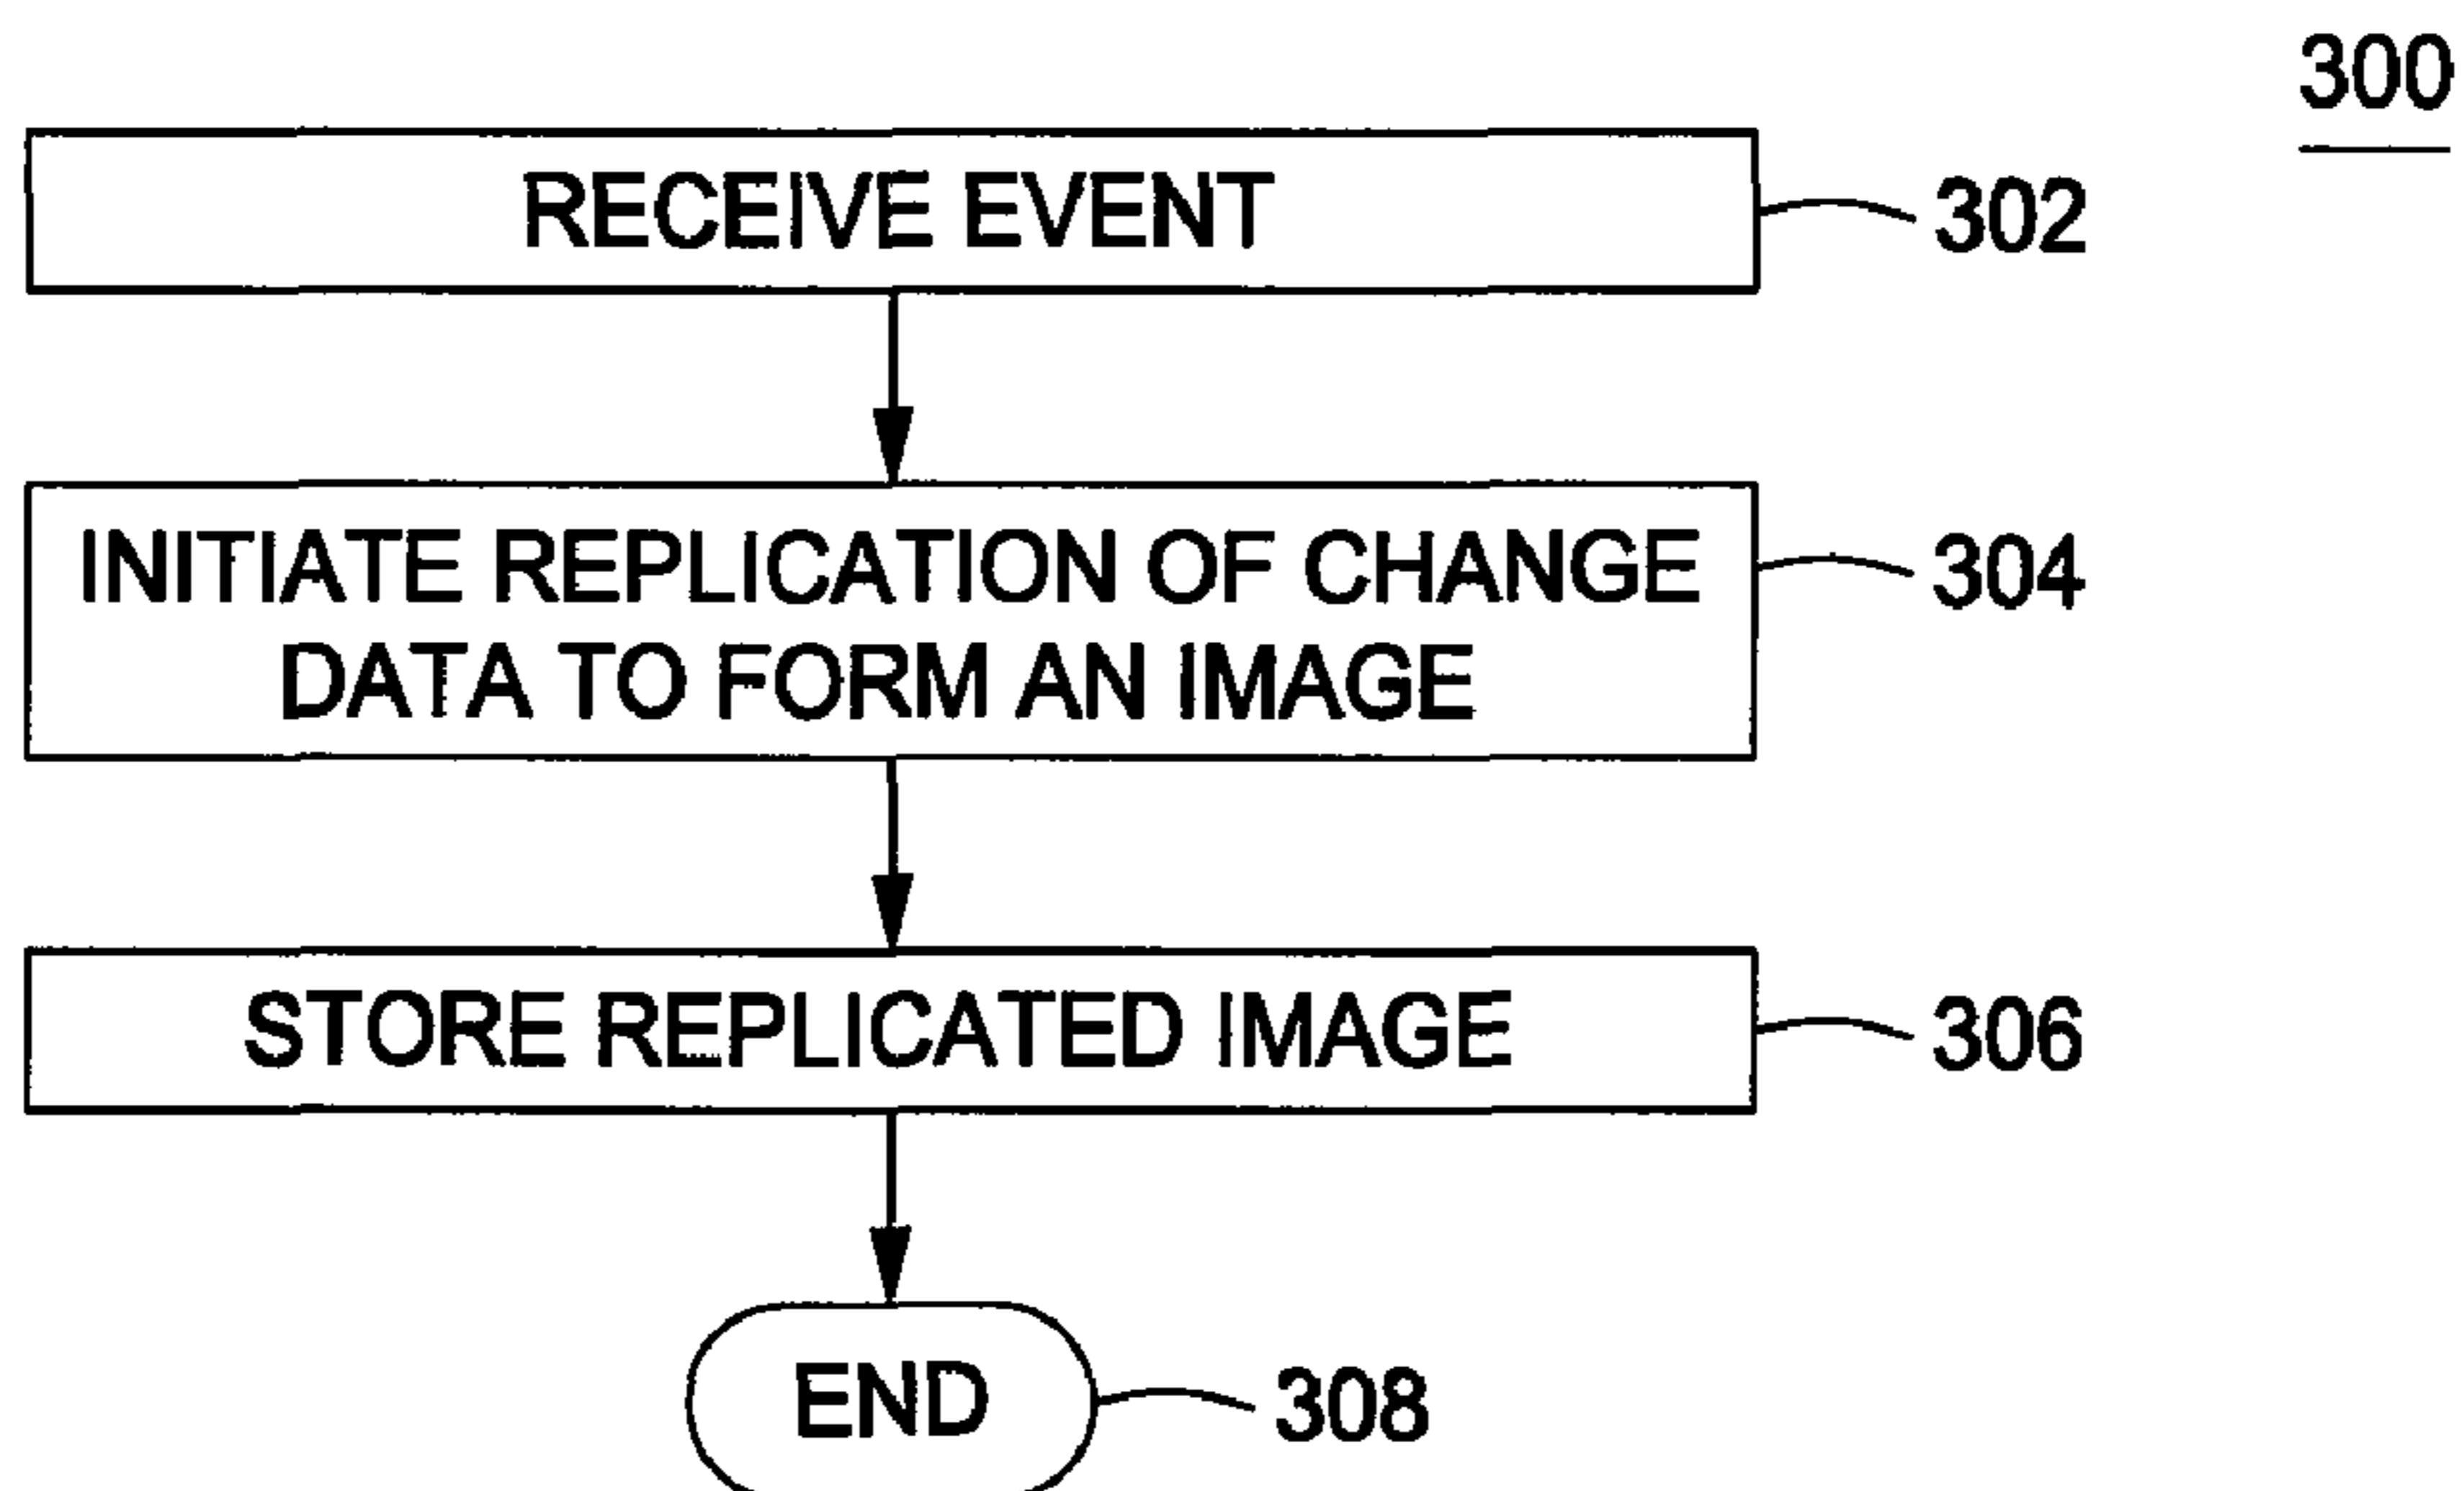 300
RECEIVE EVENT
302
INITIATE REPLICATION OF CHANGE
DATA TO FORM AN IMAGE
304
STORE REPLICATED IMAGE
306
END
308